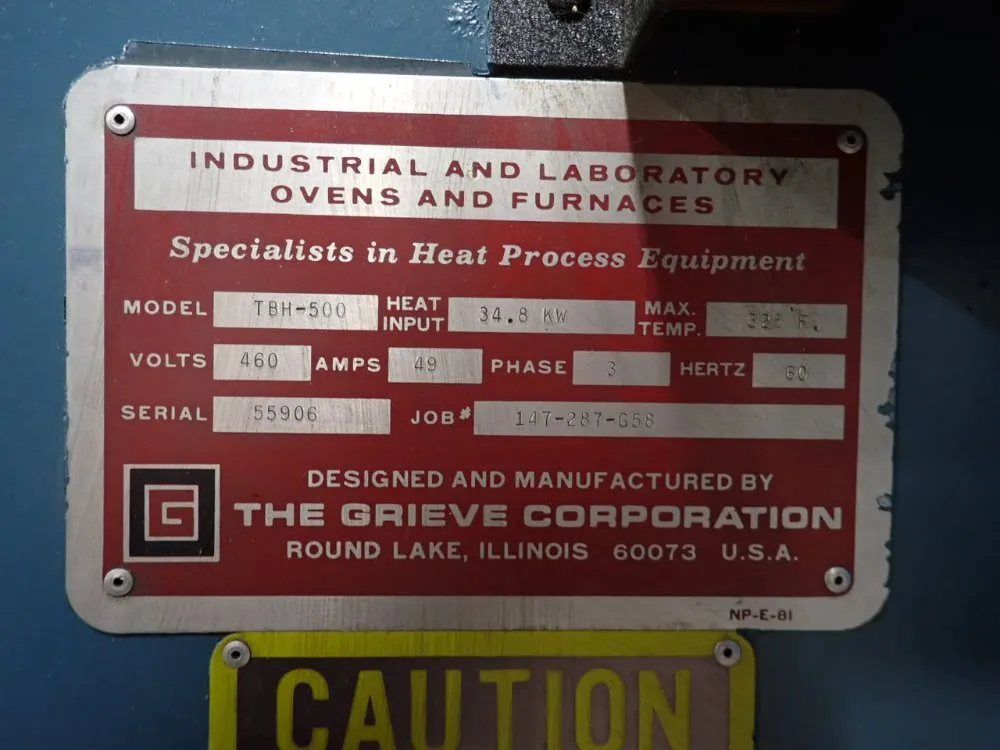 INDUSTRIAL AND LABORATORY
OVENS AND FURNACES
Specialists in Heat Process Equipment
MODEL TBH-500 HEAT INPUT 34.8 KW MAX. TEMP. F.
VOLTS 460 AMPS 49 PHASE 3 HERTZ 60
SERIAL 55906 JOB# 147-287-G58
DESIGNED AND MANUFACTURED BY
G THE GRIEVE CORPORATION
ROUND LAKE, ILLINOIS 60073 U.S.A.
NP-E-81
CAUTION